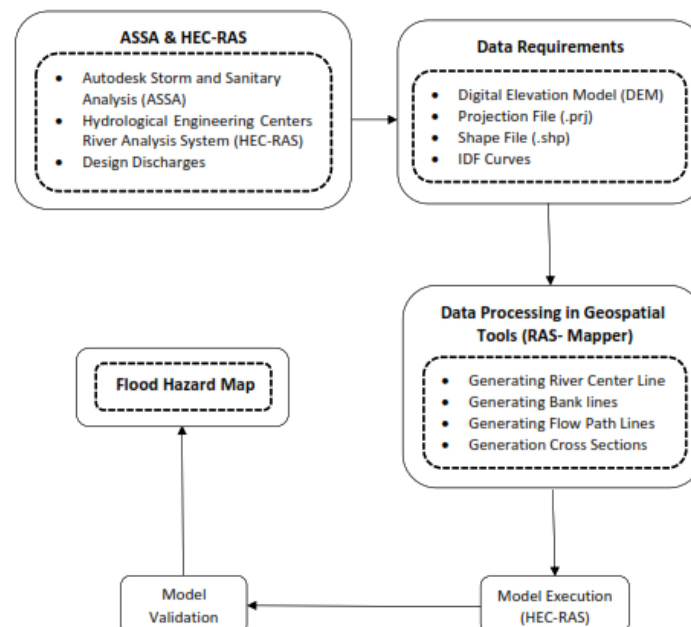 ASSA & HEC-RAS
• Autodesk Storm and Sanitary
Analysis (ASSA)
• Hydrological Engineering Centers
River Analysis System (HEC-RAS)
• Design Discharges
Data Requirements
• Digital Elevation Model (DEM)
• Projection File (.prj)
• Shape File (.shp)
• IDF Curves
Data Processing in Geospatial
Tools (RAS- Mapper)
• Generating River Center Line
• Generating Bank lines
• Generating Flow Path Lines
• Generation Cross Sections
Model Execution
(HEC-RAS)
Model
Validation
Flood Hazard Map